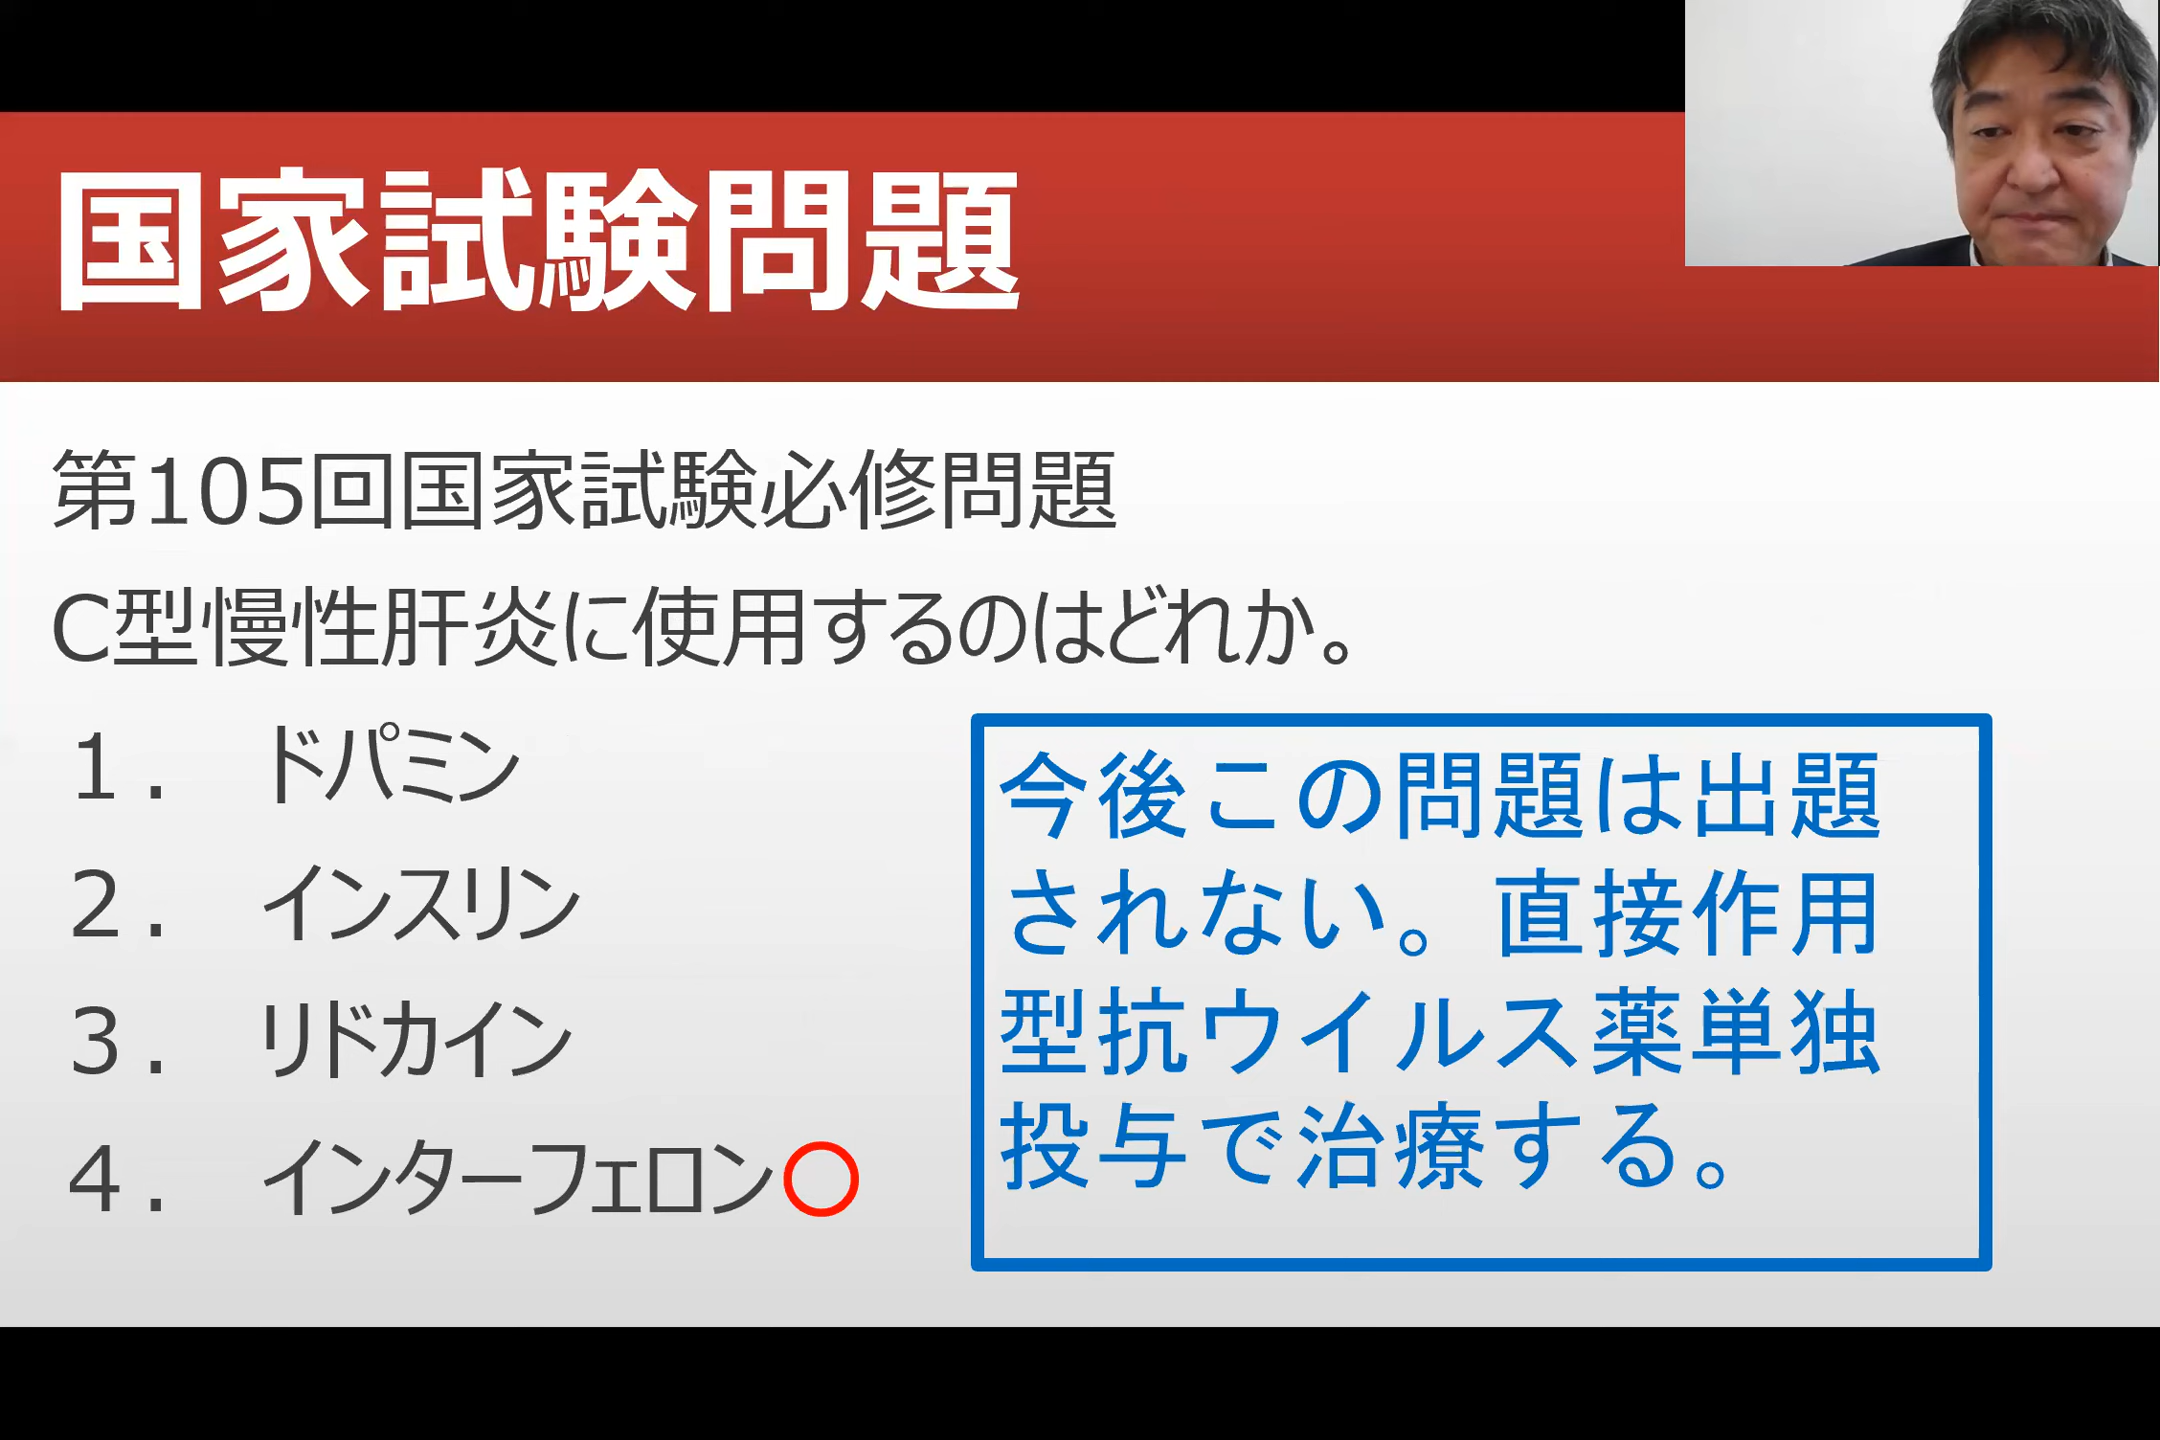 国家試験問題
第105回国家試験必修問題
C型慢性肝炎に使用するのはどれか。
１． ドパミン
２． インスリン
３． リドカイン
４． インターフェロン〇
今後この問題は出題
されない。直接作用
型抗ウイルス薬単独
投与で治療する。